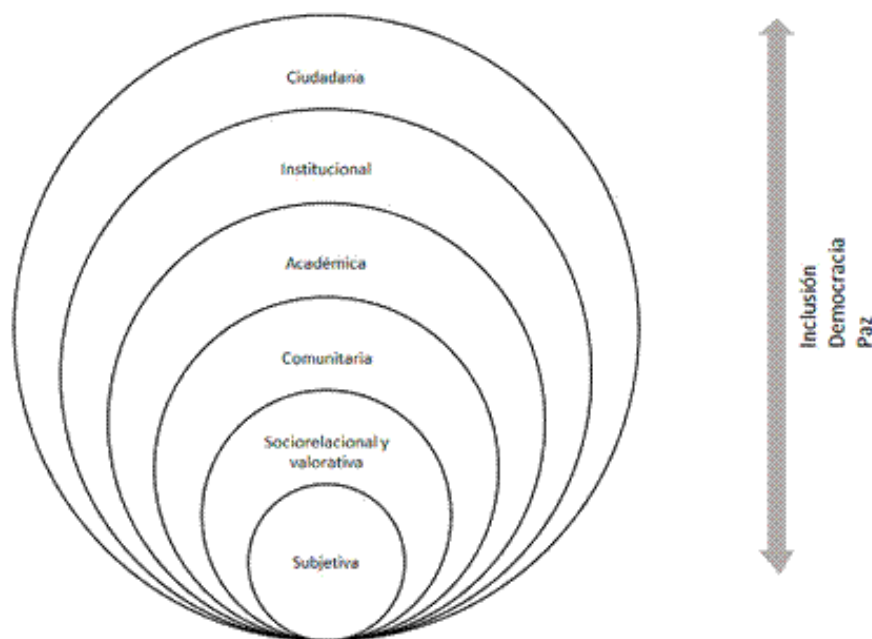 Ciudadana
Institucional
Académica
Comunitaria
Sociorelacional y
valorativa
Subjetiva
Inclusión
Democracia
Paz